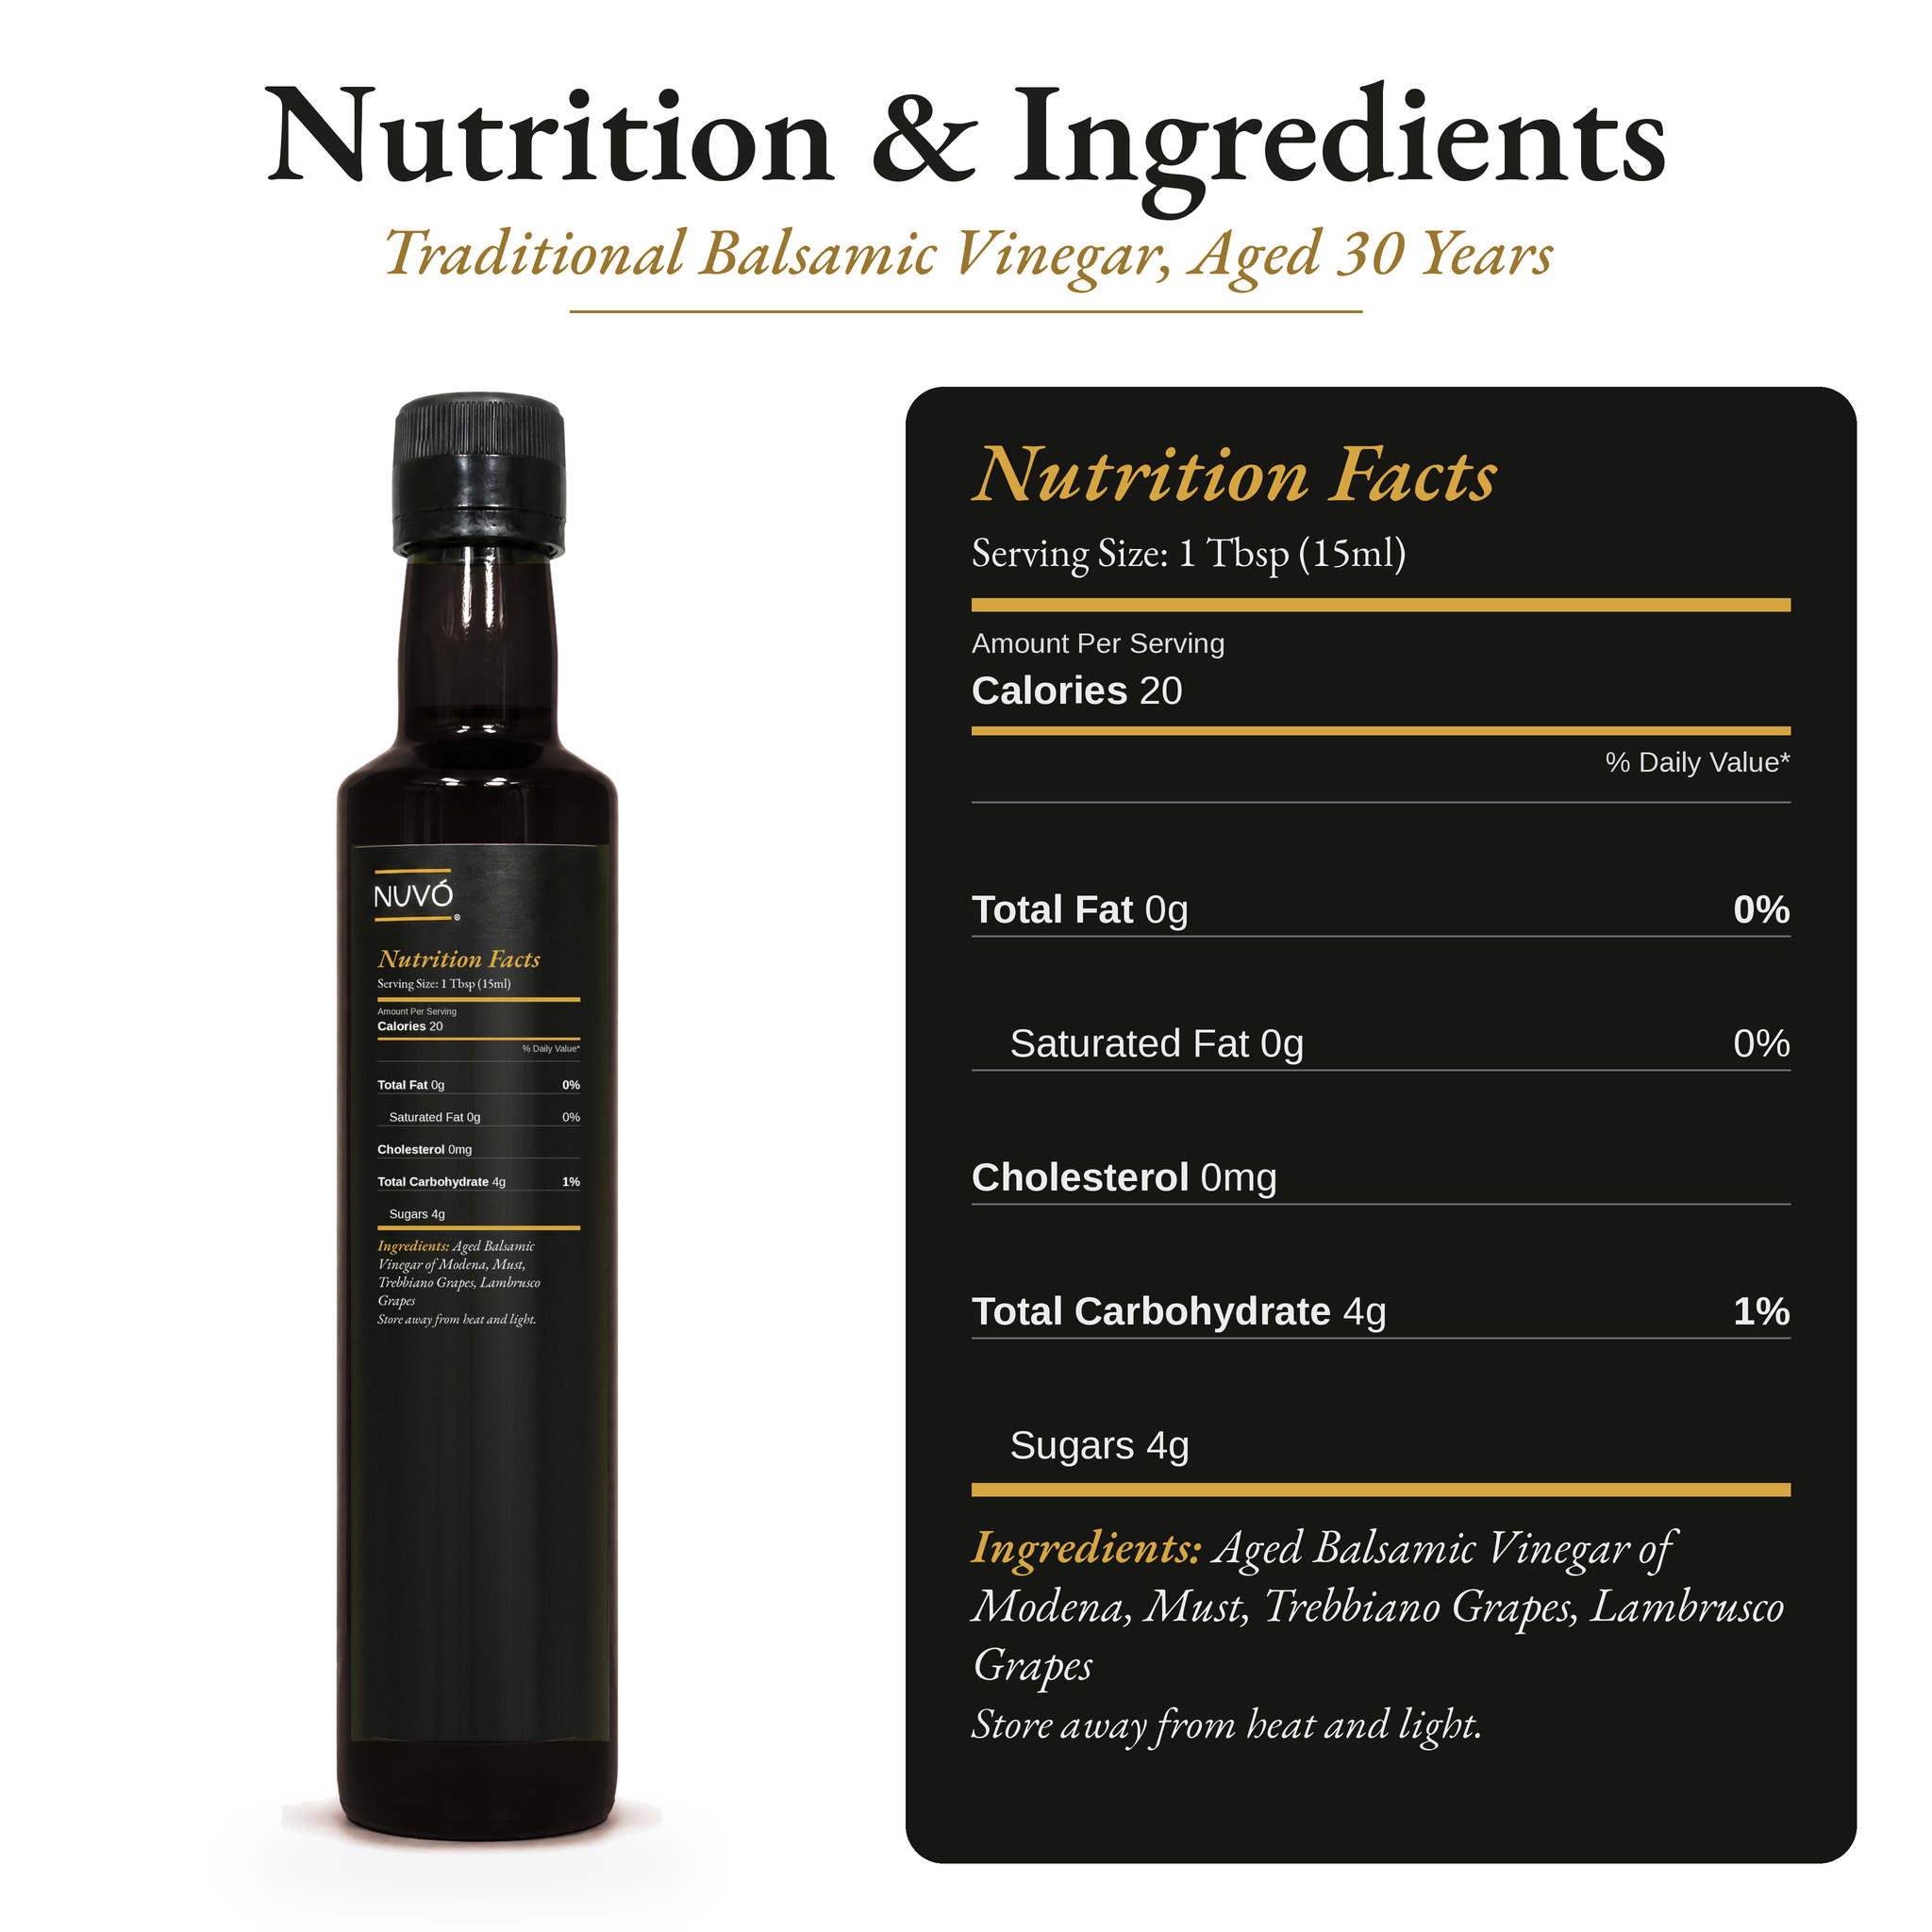 Nutrition & Ingredients
Traditional Balsamic Vinegar, Aged 30 Years
NUVÓ®
Nutrition Facts
Serving Size: 1 Tbsp (15ml)
Amount Per Serving
Calories 20
% Daily Value*
Total Fat 0g 0%
Saturated Fat 0g 0%
Cholesterol 0mg
Total Carbohydrate 4g 1%
Sugars 4g
Ingredients: Aged Balsamic
Vinegar of Modena, Must,
Trebbiano Grapes, Lambrusco
Grapes
Store away from heat and light.
Nutrition Facts
Serving Size: 1 Tbsp (15ml)
Amount Per Serving
Calories 20
% Daily Value*
Total Fat 0g 0%
Saturated Fat 0g 0%
Cholesterol 0mg
Total Carbohydrate 4g 1%
Sugars 4g
Ingredients: Aged Balsamic Vinegar of
Modena, Must, Trebbiano Grapes, Lambrusco
Grapes
Store away from heat and light.